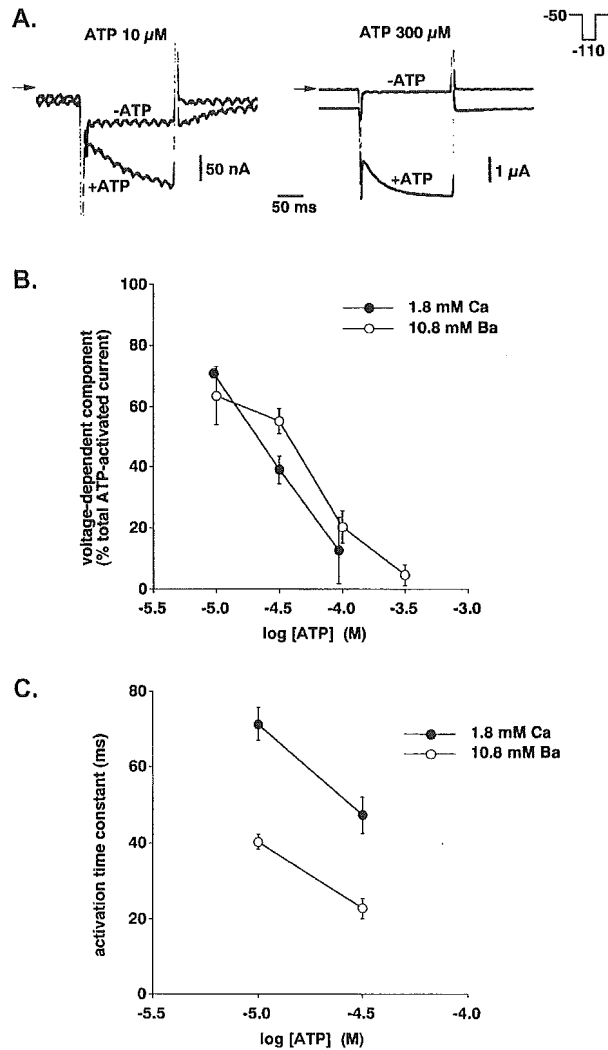 A.
ATP 10 µM
ATP 300 µM
-50
-110
-ATP
-ATP
+ATP
50 nA
+ATP
1 µA
50 ms
B.
voltage-dependent component
(% total ATP-activated current)
100
80
60
40
20
0
1.8 mM Ca
10.8 mM Ba
-5.5
-5.0
-4.5
-4.0
-3.5
-3.0
log [ATP] (M)
C.
activation time constant (ms)
80
60
40
20
0
1.8 mM Ca
10.8 mM Ba
-5.5
-5.0
-4.5
-4.0
log [ATP] (M)